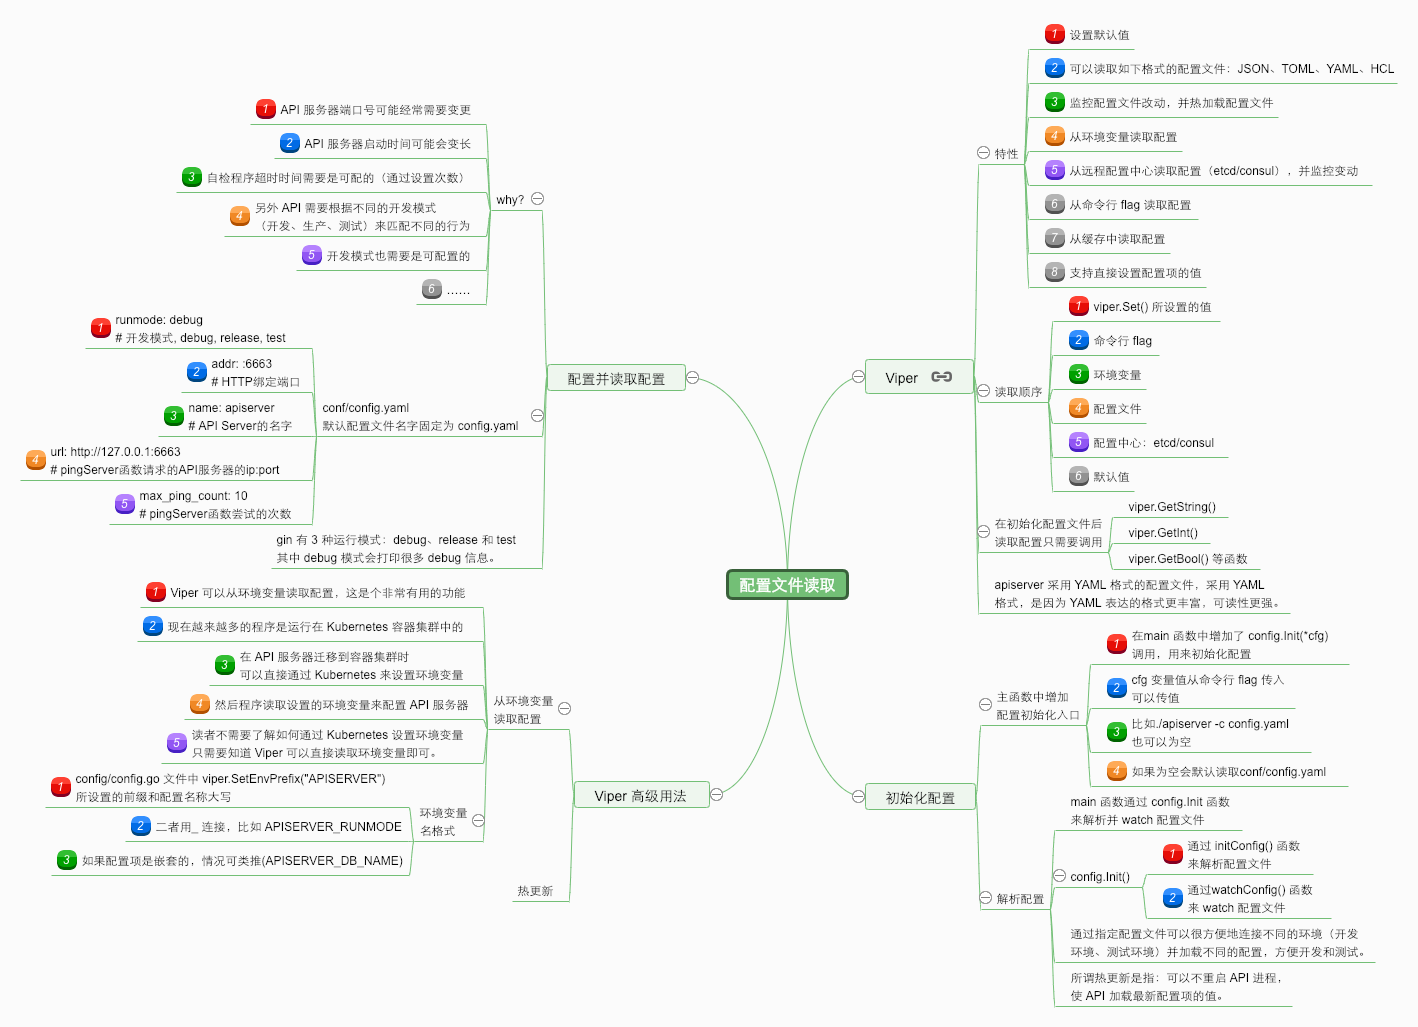 配置文件读取
Viper
特性
1 设置默认值
2 可以读取如下格式的配置文件：JSON、TOML、YAML、HCL
3 监控配置文件改动，并热加载配置文件
4 从环境变量读取配置
5 从远程配置中心读取配置（etcd/consul），并监控变动
6 从命令行 flag 读取配置
7 从缓存中读取配置
8 支持直接设置配置项的值
读取顺序
1 viper.Set() 所设置的值
2 命令行 flag
3 环境变量
4 配置文件
5 配置中心：etcd/consul
6 默认值
在初始化配置文件后
读取配置只需要调用
viper.GetString()
viper.GetInt()
viper.GetBool() 等函数
apiserver 采用 YAML 格式的配置文件，采用 YAML
格式，是因为 YAML 表达的格式更丰富，可读性更强。
初始化配置
主函数中增加
配置初始化入口
1 在main 函数中增加了 config.Init(*cfg)
调用，用来初始化配置
2 cfg 变量值从命令行 flag 传入
可以传值
3 比如./apiserver -c config.yaml
也可以为空
4 如果为空会默认读取conf/config.yaml
解析配置
main 函数通过 config.Init 函数
来解析并 watch 配置文件
config.Init()
1 通过 initConfig() 函数
来解析配置文件
2 通过watchConfig() 函数
来 watch 配置文件
通过指定配置文件可以很方便地连接不同的环境（开发
环境、测试环境）并加载不同的配置，方便开发和测试。
所谓热更新是指：可以不重启 API 进程，
使 API 加载最新配置项的值。
配置并读取配置
why?
1 API 服务器端口号可能经常需要变更
2 API 服务器启动时间可能会变长
3 自检程序超时时间需要是可配的（通过设置次数）
4 另外 API 需要根据不同的开发模式
（开发、生产、测试）来匹配不同的行为
5 开发模式也需要是可配置的
6 ……
conf/config.yaml
默认配置文件名字固定为 config.yaml
1 runmode: debug
# 开发模式, debug, release, test
2 addr: :6663
# HTTP绑定端口
3 name: apiserver
# API Server的名字
4 url: http://127.0.0.1:6663
# pingServer函数请求的API服务器的ip:port
5 max_ping_count: 10
# pingServer函数尝试的次数
gin 有 3 种运行模式：debug、release 和 test
其中 debug 模式会打印很多 debug 信息。
Viper 高级用法
从环境变量
读取配置
1 Viper 可以从环境变量读取配置，这是个非常有用的功能
2 现在越来越多的程序是运行在 Kubernetes 容器集群中的
3 在 API 服务器迁移到容器集群时
可以直接通过 Kubernetes 来设置环境变量
4 然后程序读取设置的环境变量来配置 API 服务器
5 读者不需要了解如何通过 Kubernetes 设置环境变量
只需要知道 Viper 可以直接读取环境变量即可。
环境变量
名格式
1 config/config.go 文件中 viper.SetEnvPrefix("APISERVER")
所设置的前缀和配置名称大写
2 二者用_ 连接，比如 APISERVER_RUNMODE
3 如果配置项是嵌套的，情况可类推(APISERVER_DB_NAME)
热更新